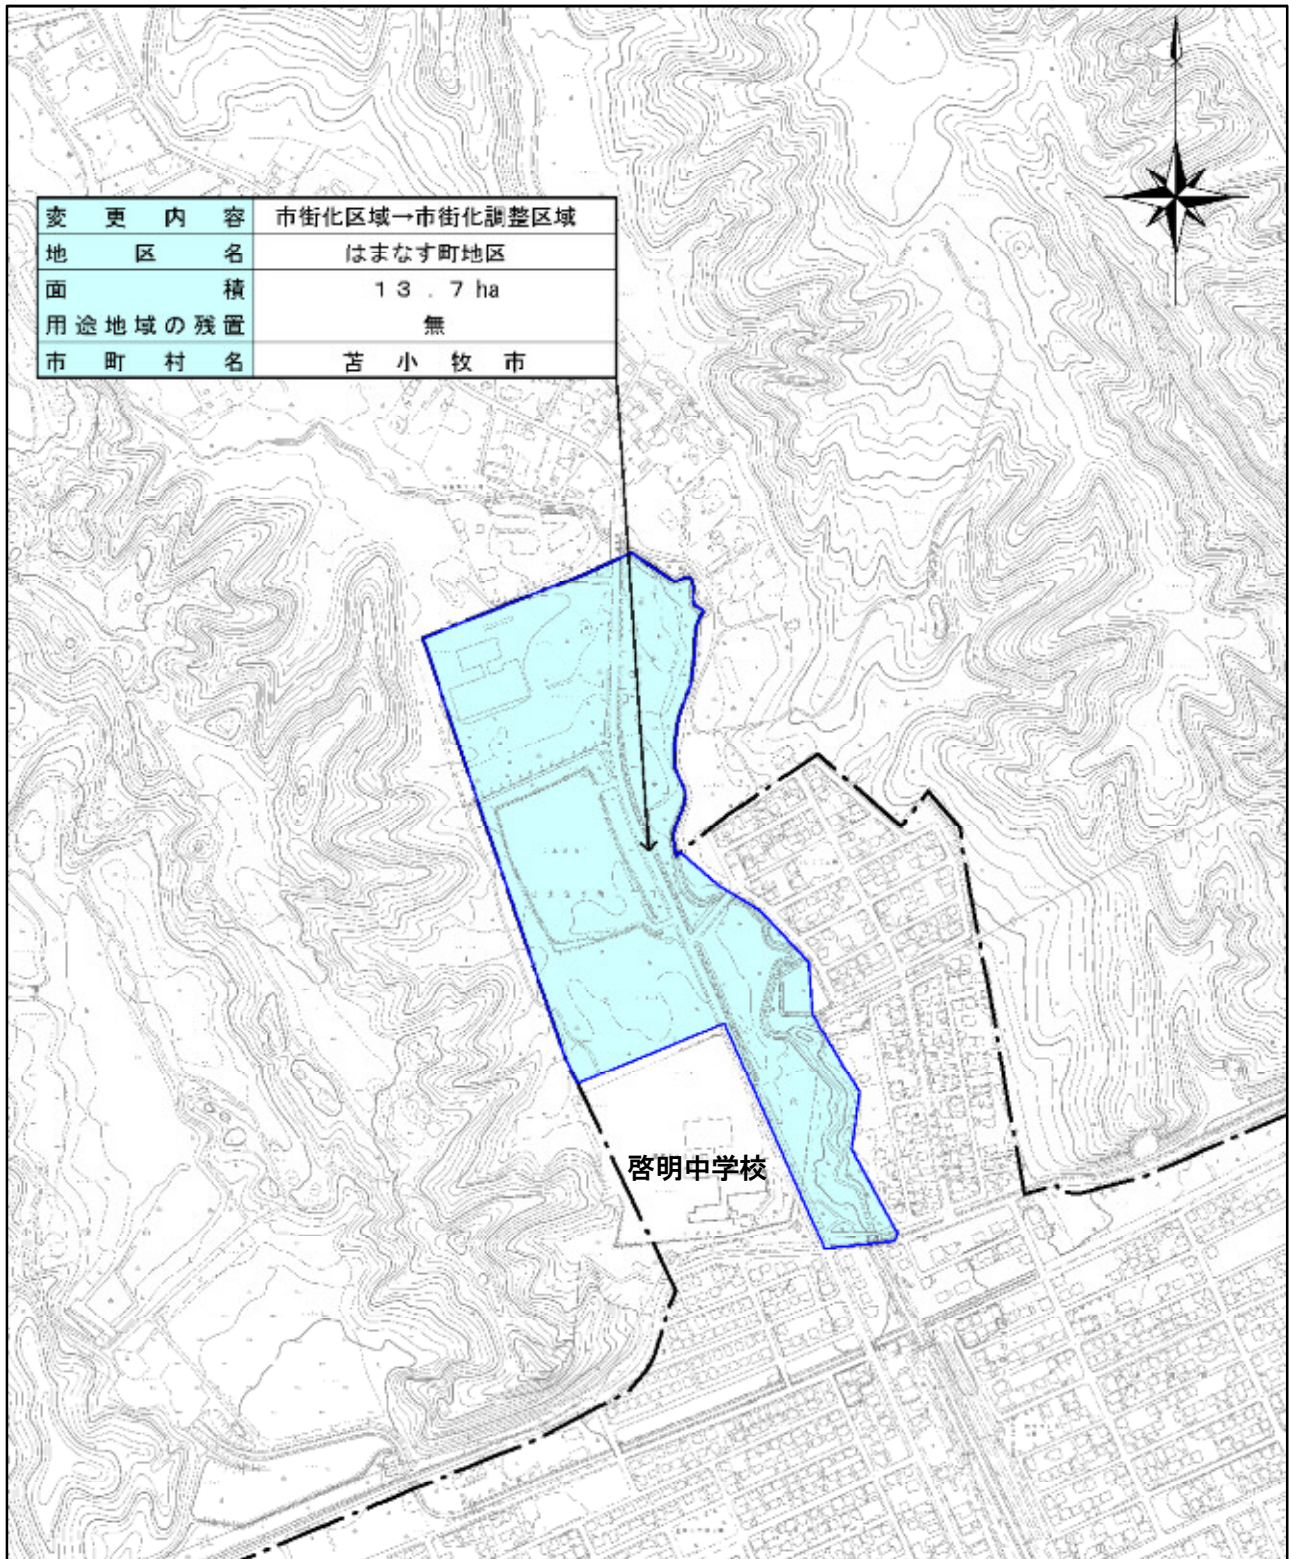 変更内容 市街化区域→市街化調整区域
地区名 はまなす町地区
面積 13.7ha
用途地域の残置 無
市町村名 苫小牧市
啓明中学校